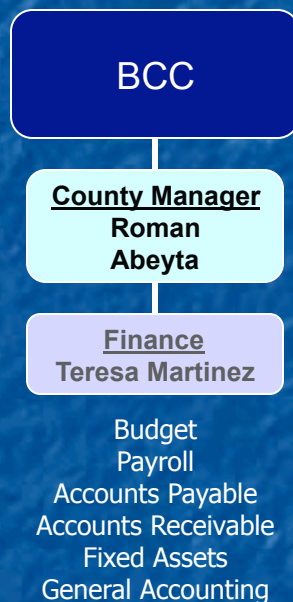 BCC
County Manager
Roman
Abeyta
Finance
Teresa Martinez
Budget
Payroll
Accounts Payable
Accounts Receivable
Fixed Assets
General Accounting